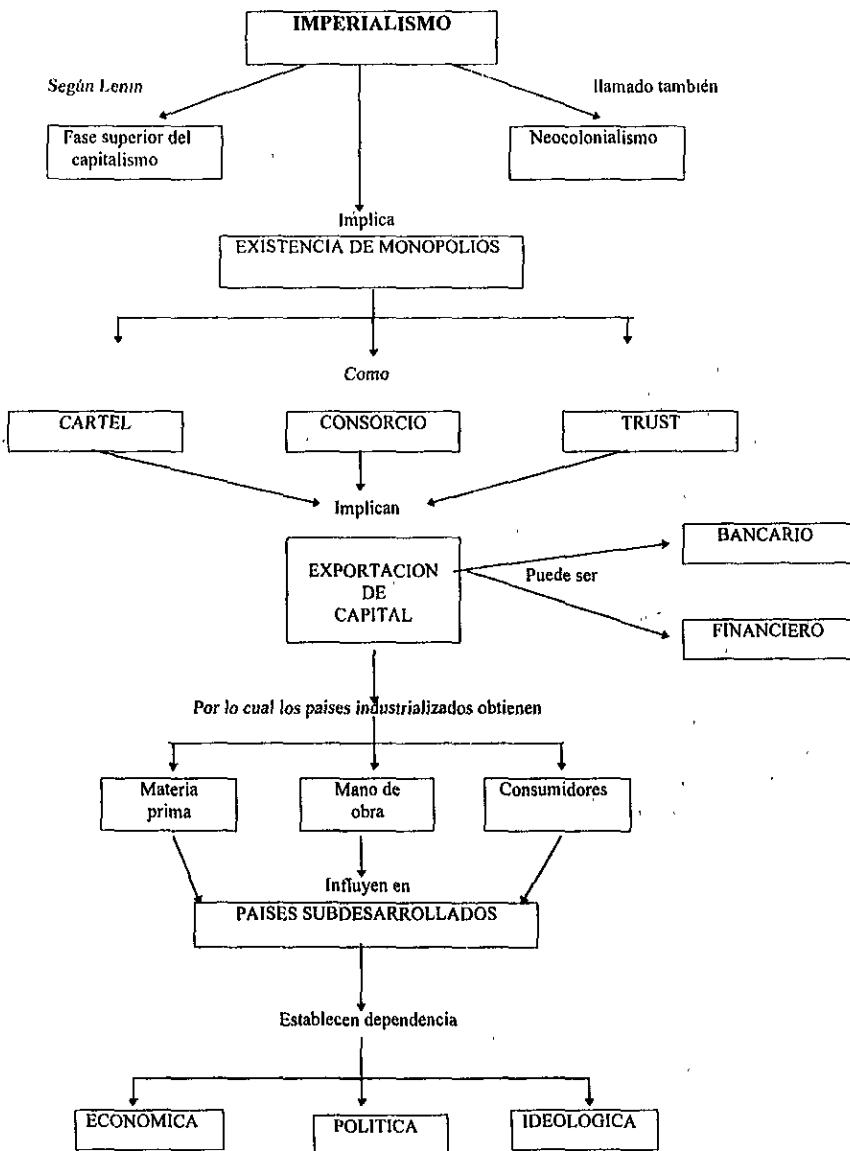 IMPERIALISMO
Según Lenin
llamado también
Fase superior del
capitalismo
Neocolonialismo
Implica
EXISTENCIA DE MONOPOLIOS
Como
CARTEL
CONSORCIO
TRUST
Implican
EXPORTACION
DE
CAPITAL
Puede ser
BANCARIO
FINANCIERO
Por lo cual los países industrializados obtienen
Materia
prima
Mano de
obra
Consumidores
Influyen en
PAISES SUBDESARROLLADOS
Establecen dependencia
ECONOMICA
POLITICA
IDEOLOGICA